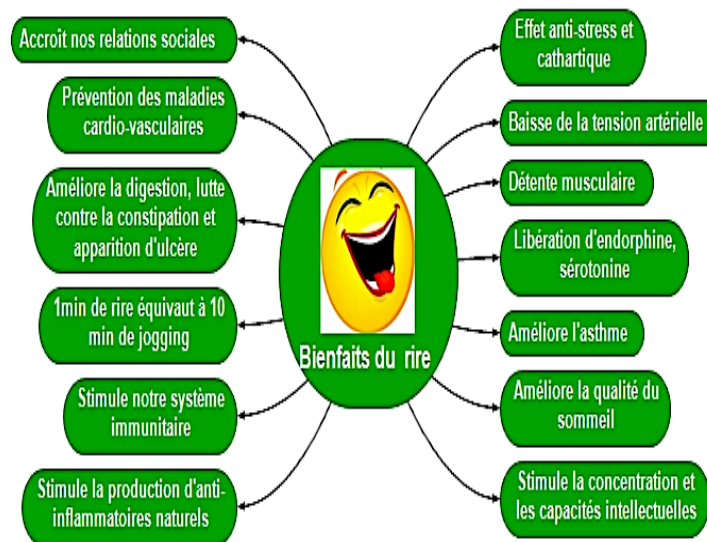 Accroît nos relations sociales
Prévention des maladies
cardio-vasculaires
Améliore la digestion, lutte
contre la constipation et
apparition d'ulcère
1min de rire équivaut à 10
min de jogging
Stimule notre système
immunitaire
Stimule la production d'anti-
inflammatoires naturels
Bienfaits du rire
Effet anti-stress et
cathartique
Baisse de la tension artérielle
Détente musculaire
Libération d'endorphine,
sérotonine
Améliore l'asthme
Améliore la qualité du
sommeil
Stimule la concentration et
les capacités intellectuelles